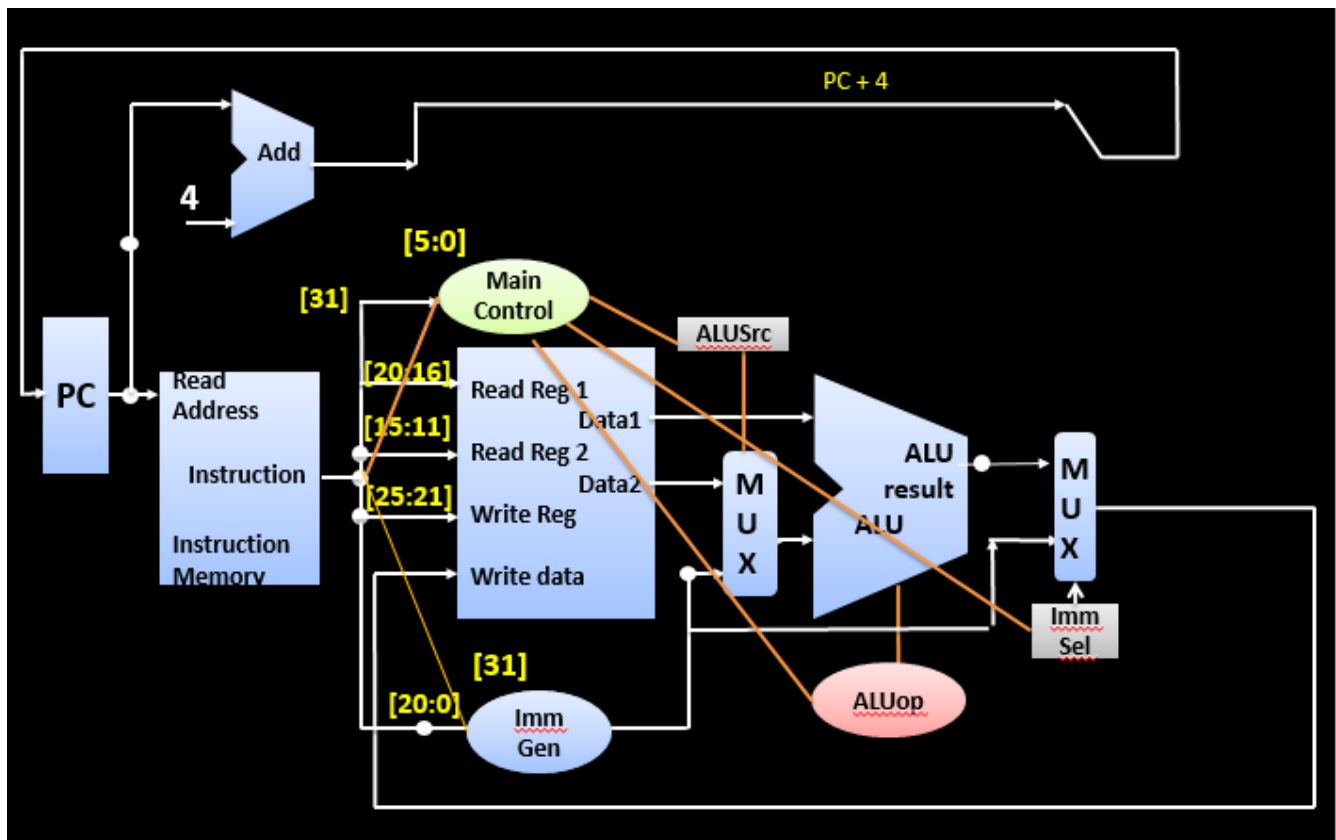 PC + 4
Add
4
[5:0]
Main
Control
[31]
ALUSrc
PC
Read
Address
Instruction
Instruction
Memory
[20:16]
[15:11]
[25:21]
Read Reg 1
Data1
Read Reg 2
Data2
Write Reg
Write data
M
U
X
ALU
result
ALU
M
U
X
Imm
Sel
[31]
[20:0]
Imm
Gen
ALUop